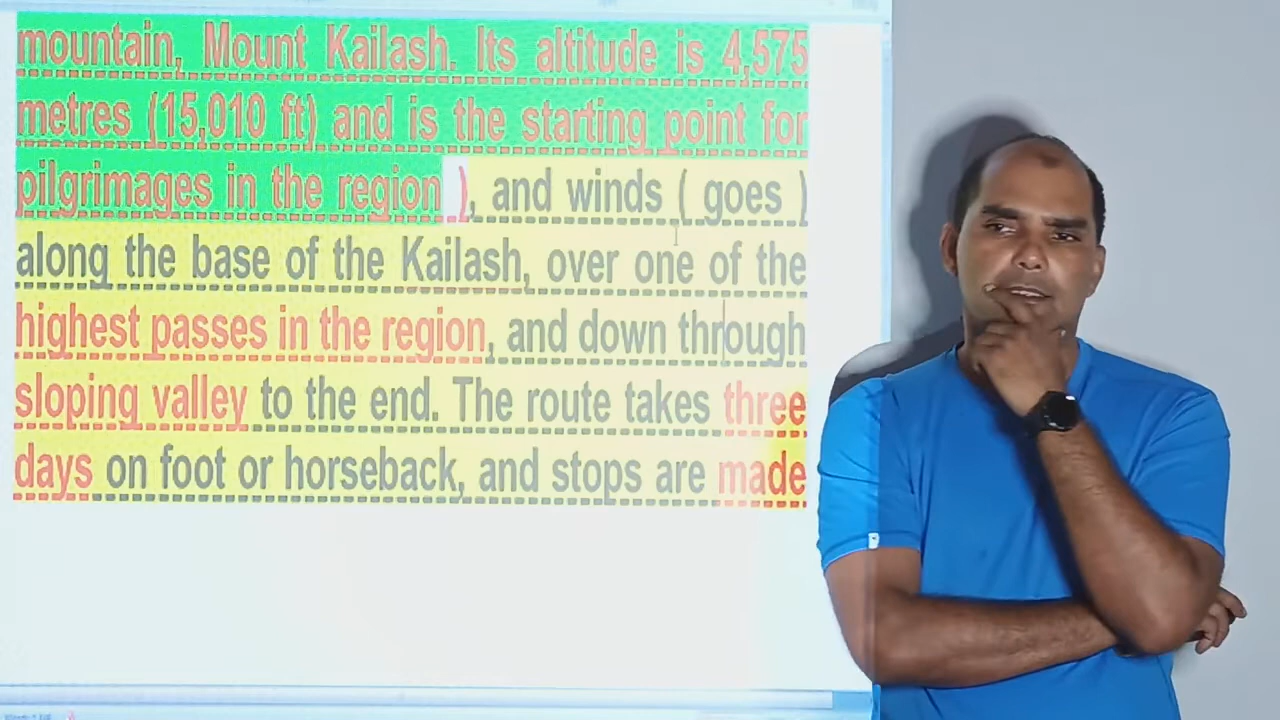 mountain, Mount Kailash. Its altitude is 4,575
metres (15,010 ft) and is the starting point for
pilgrimages in the region ), and winds ( goes )
along the base of the Kailash, over one of the
highest passes in the region, and down through
sloping valley to the end. The route takes three
days on foot or horseback, and stops are made